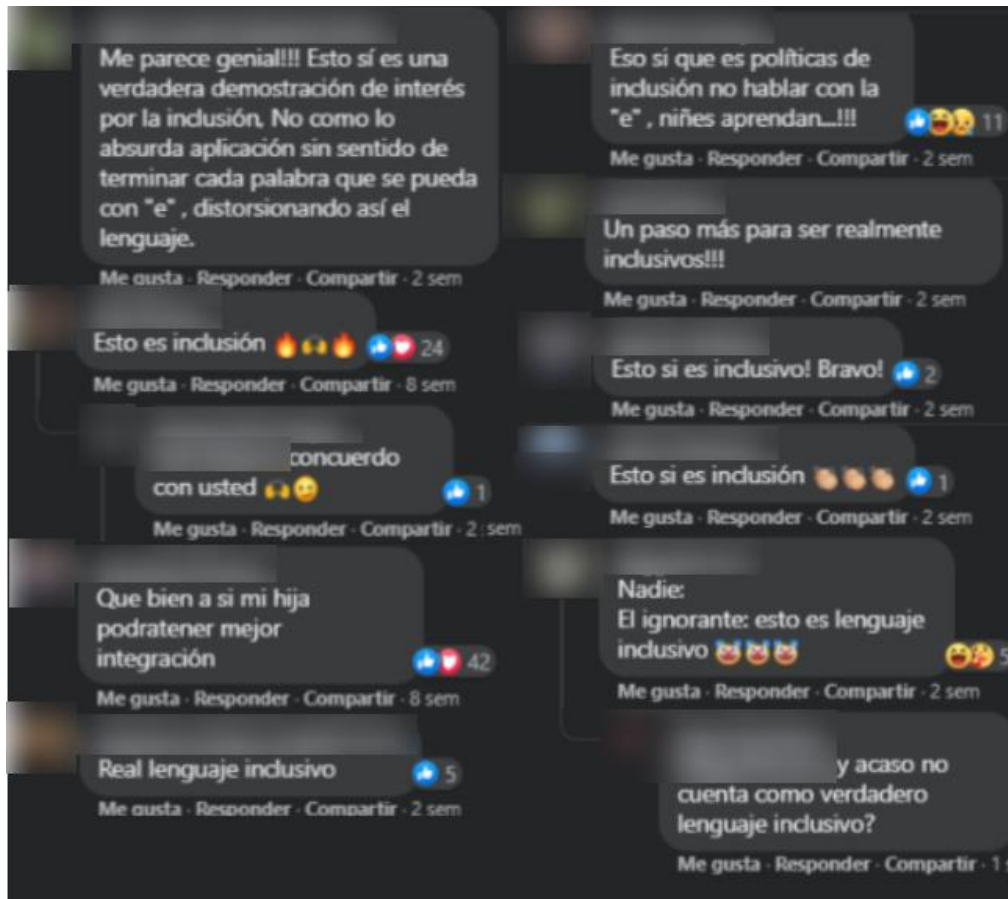 Me parece genial!!! Esto sí es una
verdadera demostración de interés
por la inclusión, No como lo
absurda aplicación sin sentido de
terminar cada palabra que se pueda
con "e" , distorsionando así el
lenguaje.
Me gusta · Responder · Compartir · 2 sem
Esto es inclusión 🔥🙌🔥 24
Me gusta · Responder · Compartir · 8 sem
concuerdo
con usted 🙌😉 1
Me gusta · Responder · Compartir · 2 sem
Que bien a si mi hija
podratener mejor
integración 42
Me gusta · Responder · Compartir · 8 sem
Real lenguaje inclusivo 5
Me gusta · Responder · Compartir · 2 sem
Eso si que es políticas de
inclusión no hablar con la
"e" , niñes aprendan...!!! 11
Me gusta · Responder · Compartir · 2 sem
Un paso más para ser realmente
inclusivos!!!
Me gusta · Responder · Compartir · 2 sem
Esto si es inclusivo! Bravo! 2
Me gusta · Responder · Compartir · 2 sem
Esto si es inclusión 👏🏼👏🏼👏🏼 1
Me gusta · Responder · Compartir · 2 sem
Nadie:
El ignorante: esto es lenguaje
inclusivo 5
Me gusta · Responder · Compartir · 2 sem
y acaso no
cuenta como verdadero
lenguaje inclusivo?
Me gusta · Responder · Compartir · 1 s